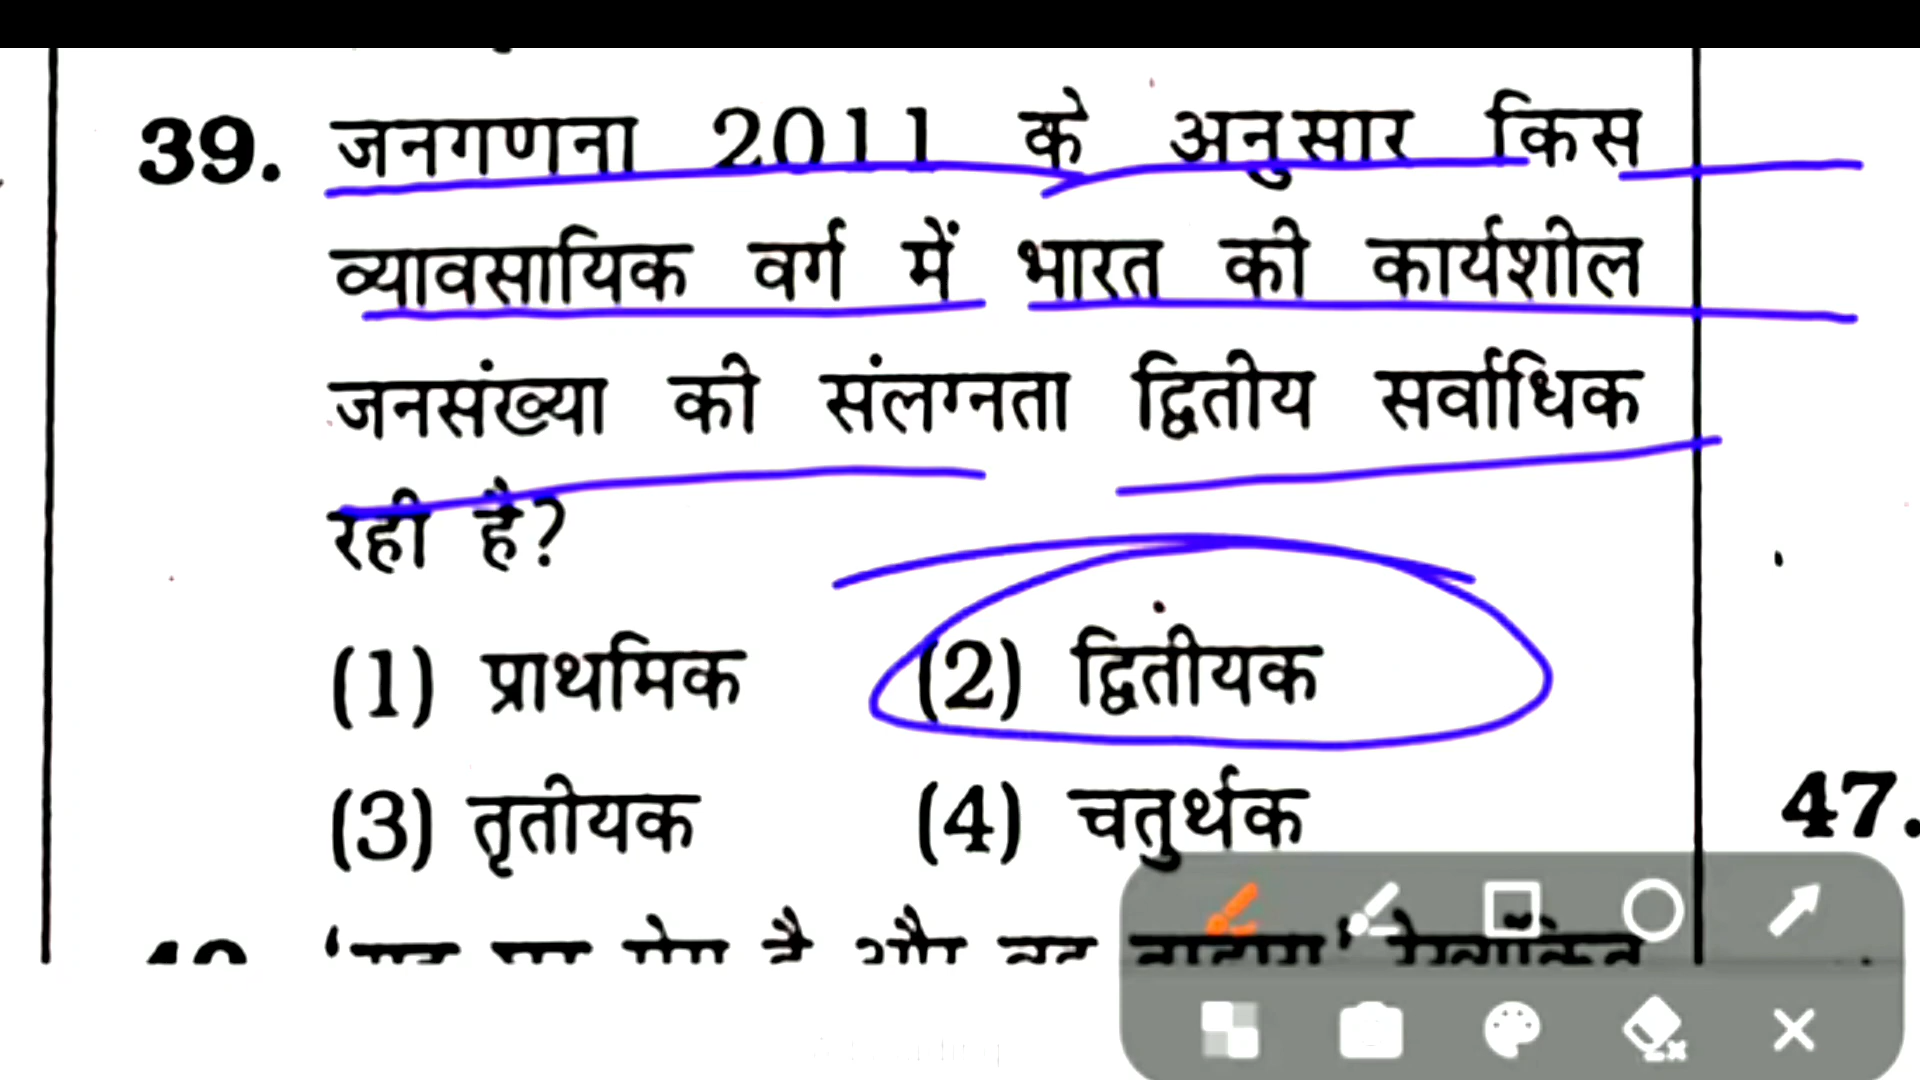 39. जनगणना 2011 के अनुसार किस
व्यावसायिक वर्ग में भारत की कार्यशील
जनसंख्या की संलग्नता द्वितीय सर्वाधिक
रही है?
(1) प्राथमिक (2) द्वितीयक
(3) तृतीयक (4) चतुर्थक
47.